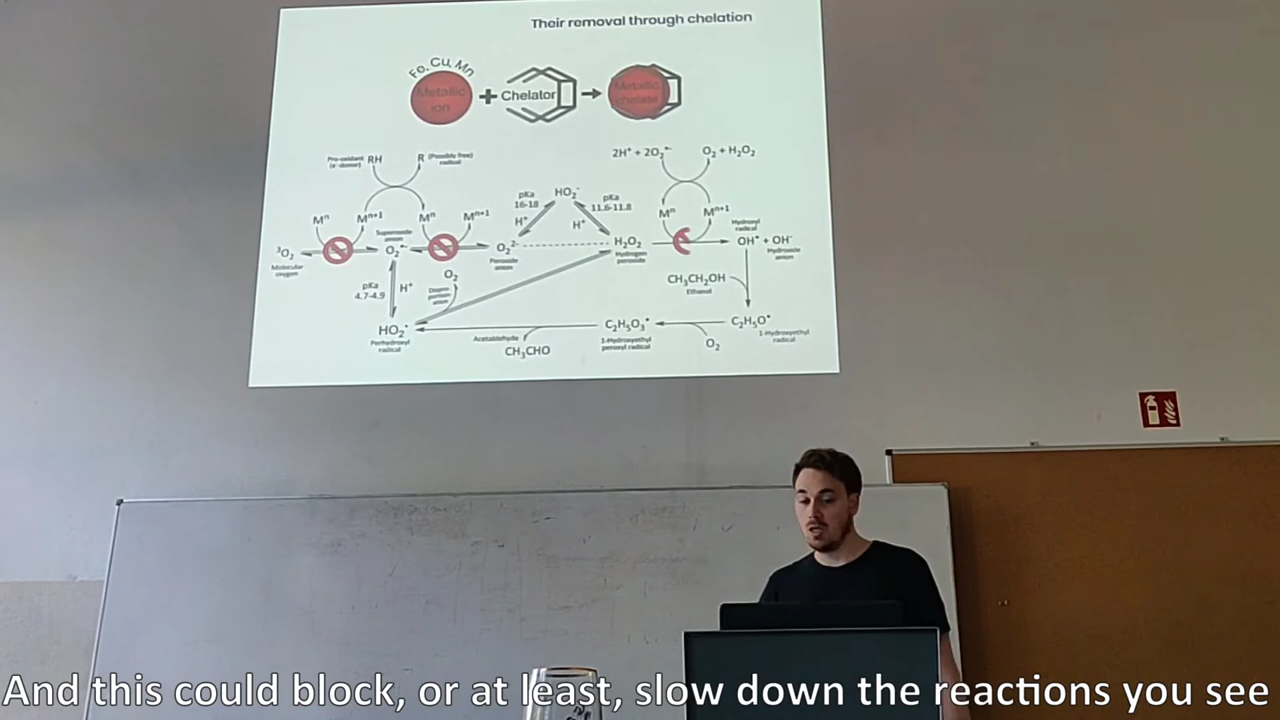 Their removal through chelation
Fe, Cu, Mn
Metallic
ion
+
Chelator
Metallic
chelate
Pro-oxidant
(e⁻donor)
RH
R
(Possibly free)
radical
2H⁺ + 2O₂•⁻
O₂ + H₂O₂
pKa
16-18
HO₂⁻
pKa
11.6-11.8
H⁺
H⁺
Mⁿ
Mⁿ⁺¹
Mⁿ
Mⁿ⁺¹
Mⁿ
Mⁿ⁺¹
³O₂
Molecular
oxygen
Superoxide
anion
O₂•⁻
O₂²⁻
Peroxide
anion
H₂O₂
Hydrogen
peroxide
Hydroxyl
radical
OH• + OH⁻
Hydroxide
anion
pKa
4.7-4.9
H⁺
O₂
CH₃CH₂OH
Ethanol
HO₂•
Perhydroxyl
radical
Acetaldehyde
CH₃CHO
C₂H₅O₃•
1-Hydroxyethyl
peroxyl radical
O₂
C₂H₅O•
1-Hydroxyethyl
radical
And this could block, or at least, slow down the reactions you see